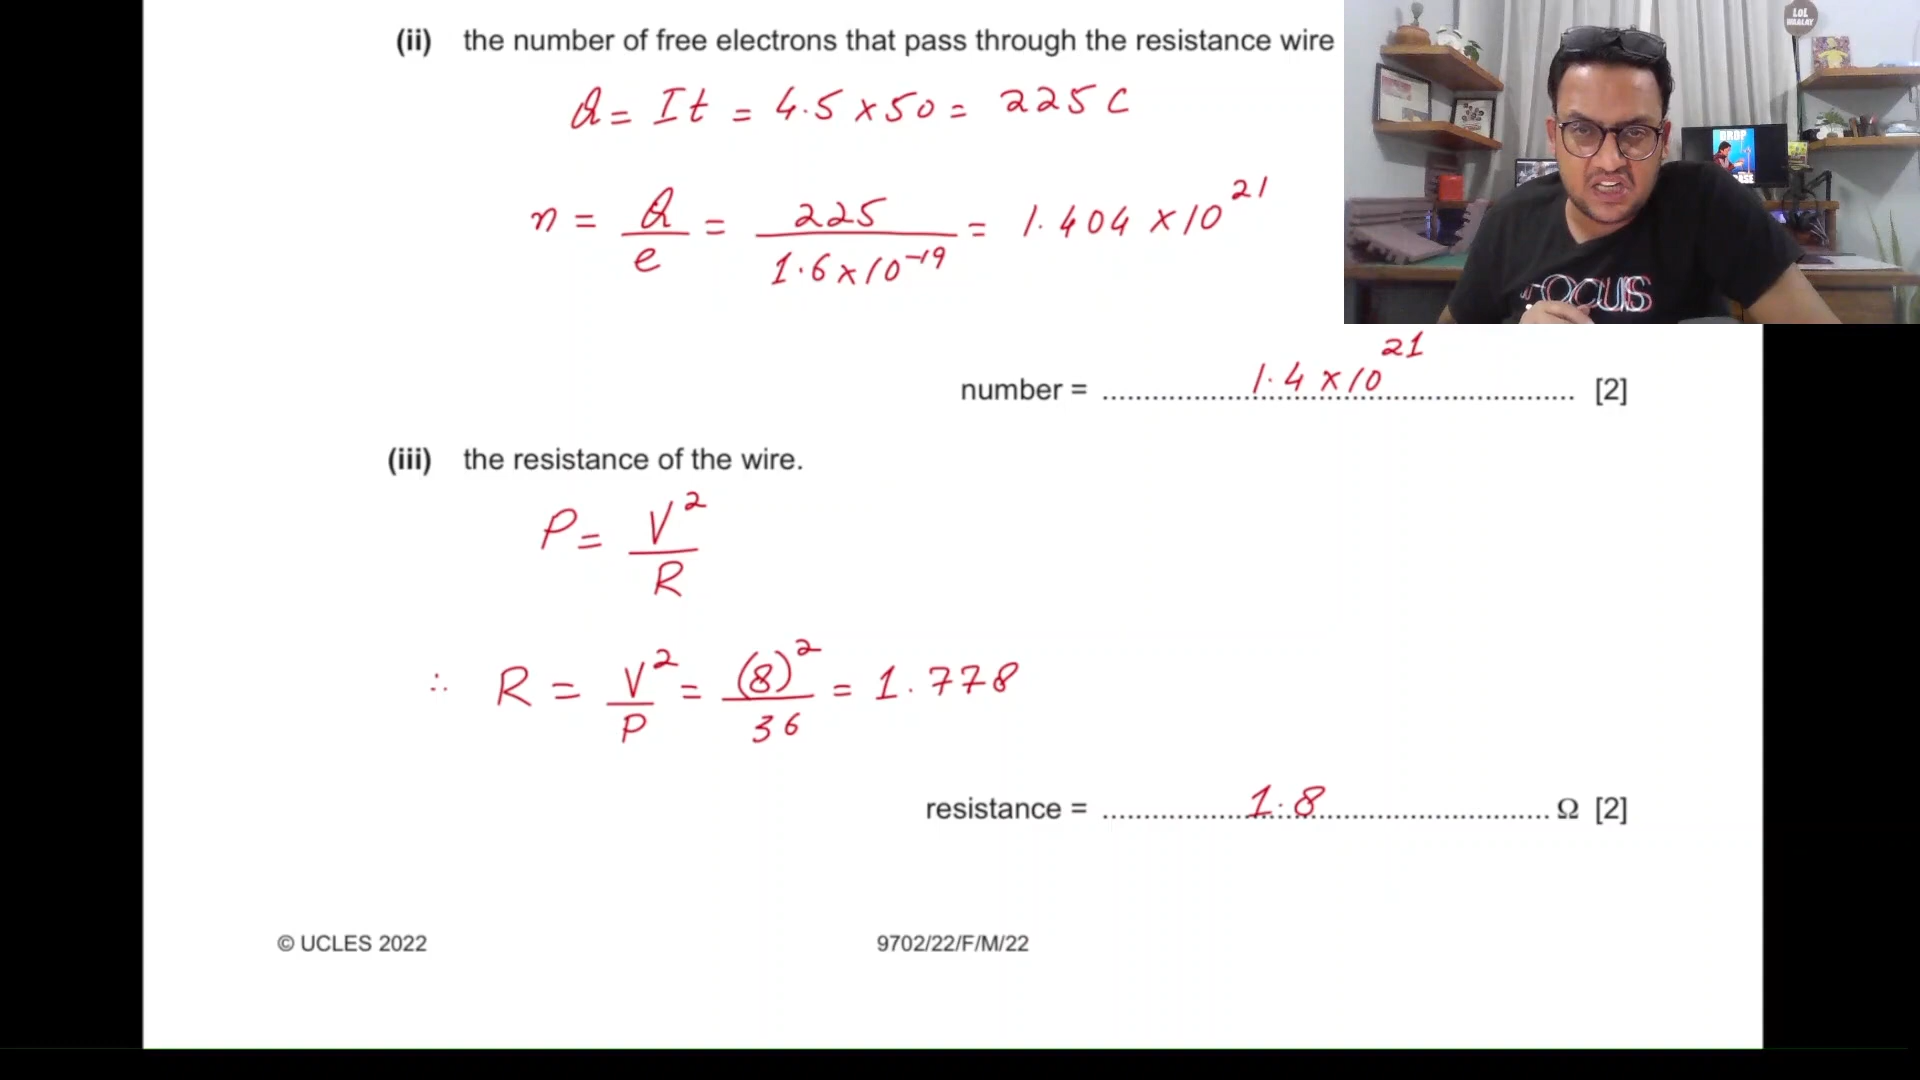 (ii) the number of free electrons that pass through the resistance wire
Q = It = 4.5 × 50 = 225 C
n = Q/e = 225/1.6×10⁻¹⁹ = 1.404 × 10²¹
number = 1.4 × 10²¹ [2]
(iii) the resistance of the wire.
P = V²/R
∴ R = V²/P = (8)²/36 = 1.778
resistance = 1.8 Ω [2]
© UCLES 2022
9702/22/F/M/22
LOL
DROP
FOCUS